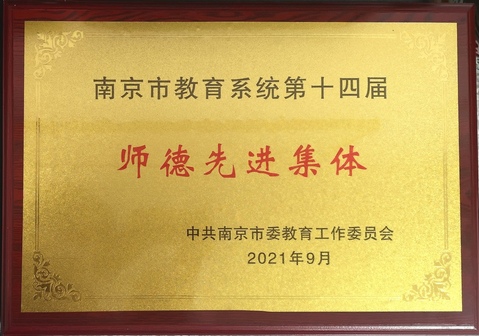 南京市教育系统第十四届
师德先进集体
中共南京市委教育工作委员会
2021年9月